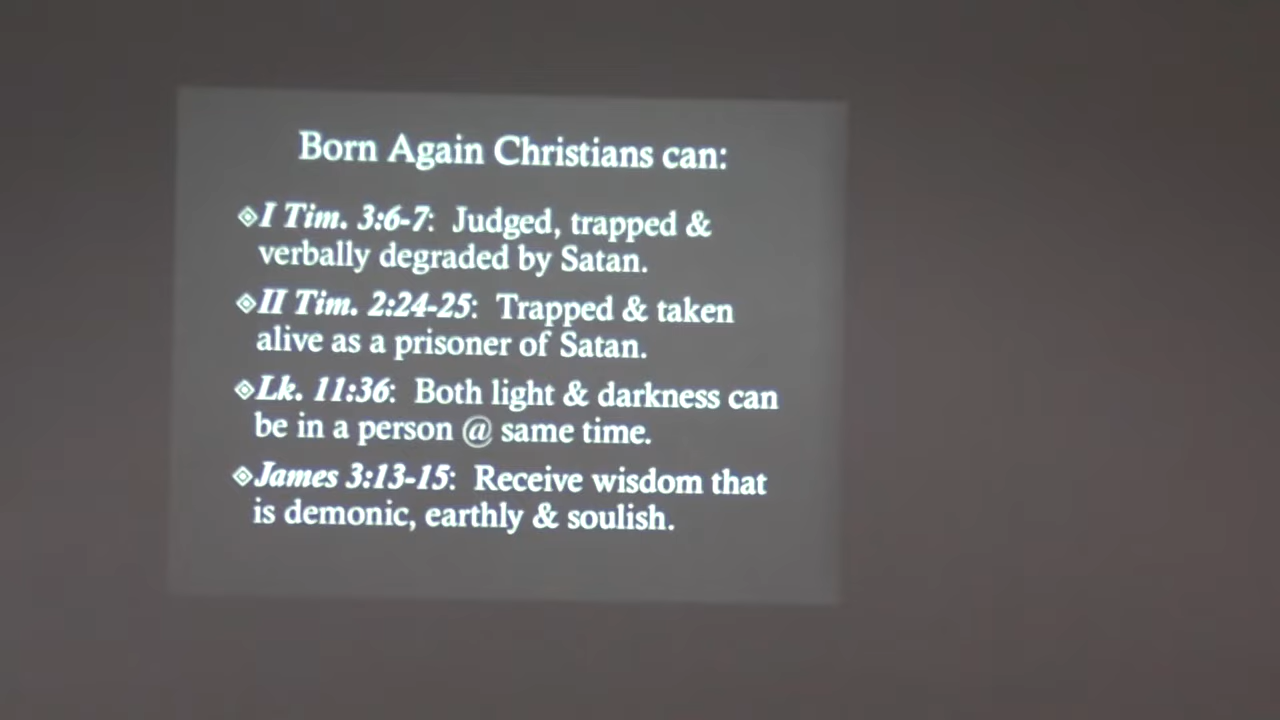 Born Again Christians can:
◈I Tim. 3:6-7: Judged, trapped &
verbally degraded by Satan.
◈II Tim. 2:24-25: Trapped & taken
alive as a prisoner of Satan.
◈Lk. 11:36: Both light & darkness can
be in a person @ same time.
◈James 3:13-15: Receive wisdom that
is demonic, earthly & soulish.